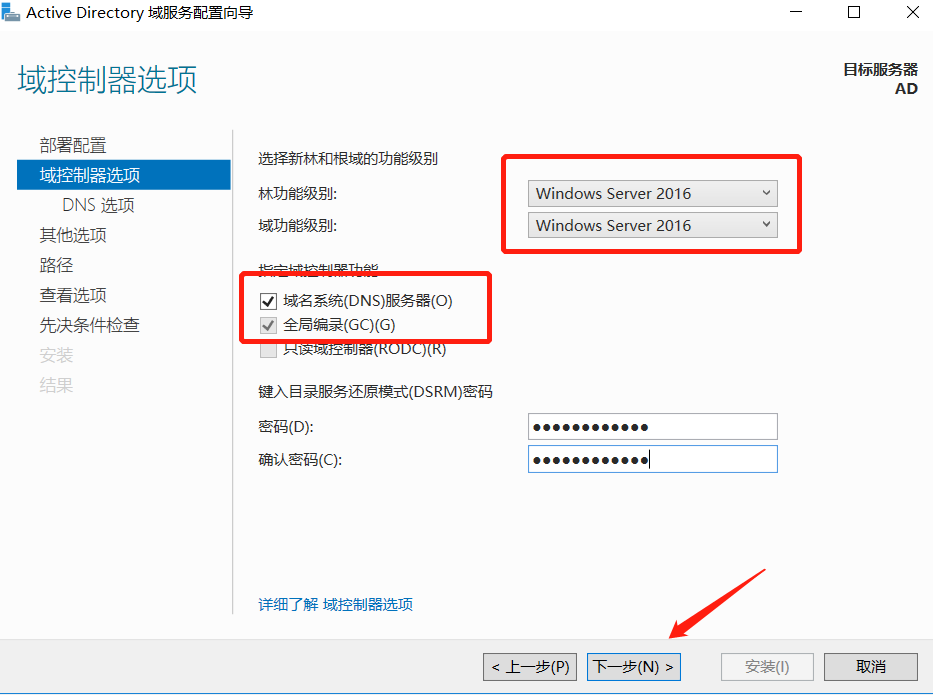 Active Directory 域服务配置向导
域控制器选项
目标服务器
AD
部署配置
域控制器选项
DNS 选项
其他选项
路径
查看选项
先决条件检查
安装
结果
选择新林和根域的功能级别
林功能级别: Windows Server 2016
域功能级别: Windows Server 2016
指定域控制器功能
域名系统(DNS)服务器(O)
全局编录(GC)(G)
只读域控制器(RODC)(R)
键入目录服务还原模式(DSRM)密码
密码(D): ●●●●●●●●●●●●
确认密码(C): ●●●●●●●●●●●●
详细了解 域控制器选项
< 上一步(P) 下一步(N) > 安装(I) 取消